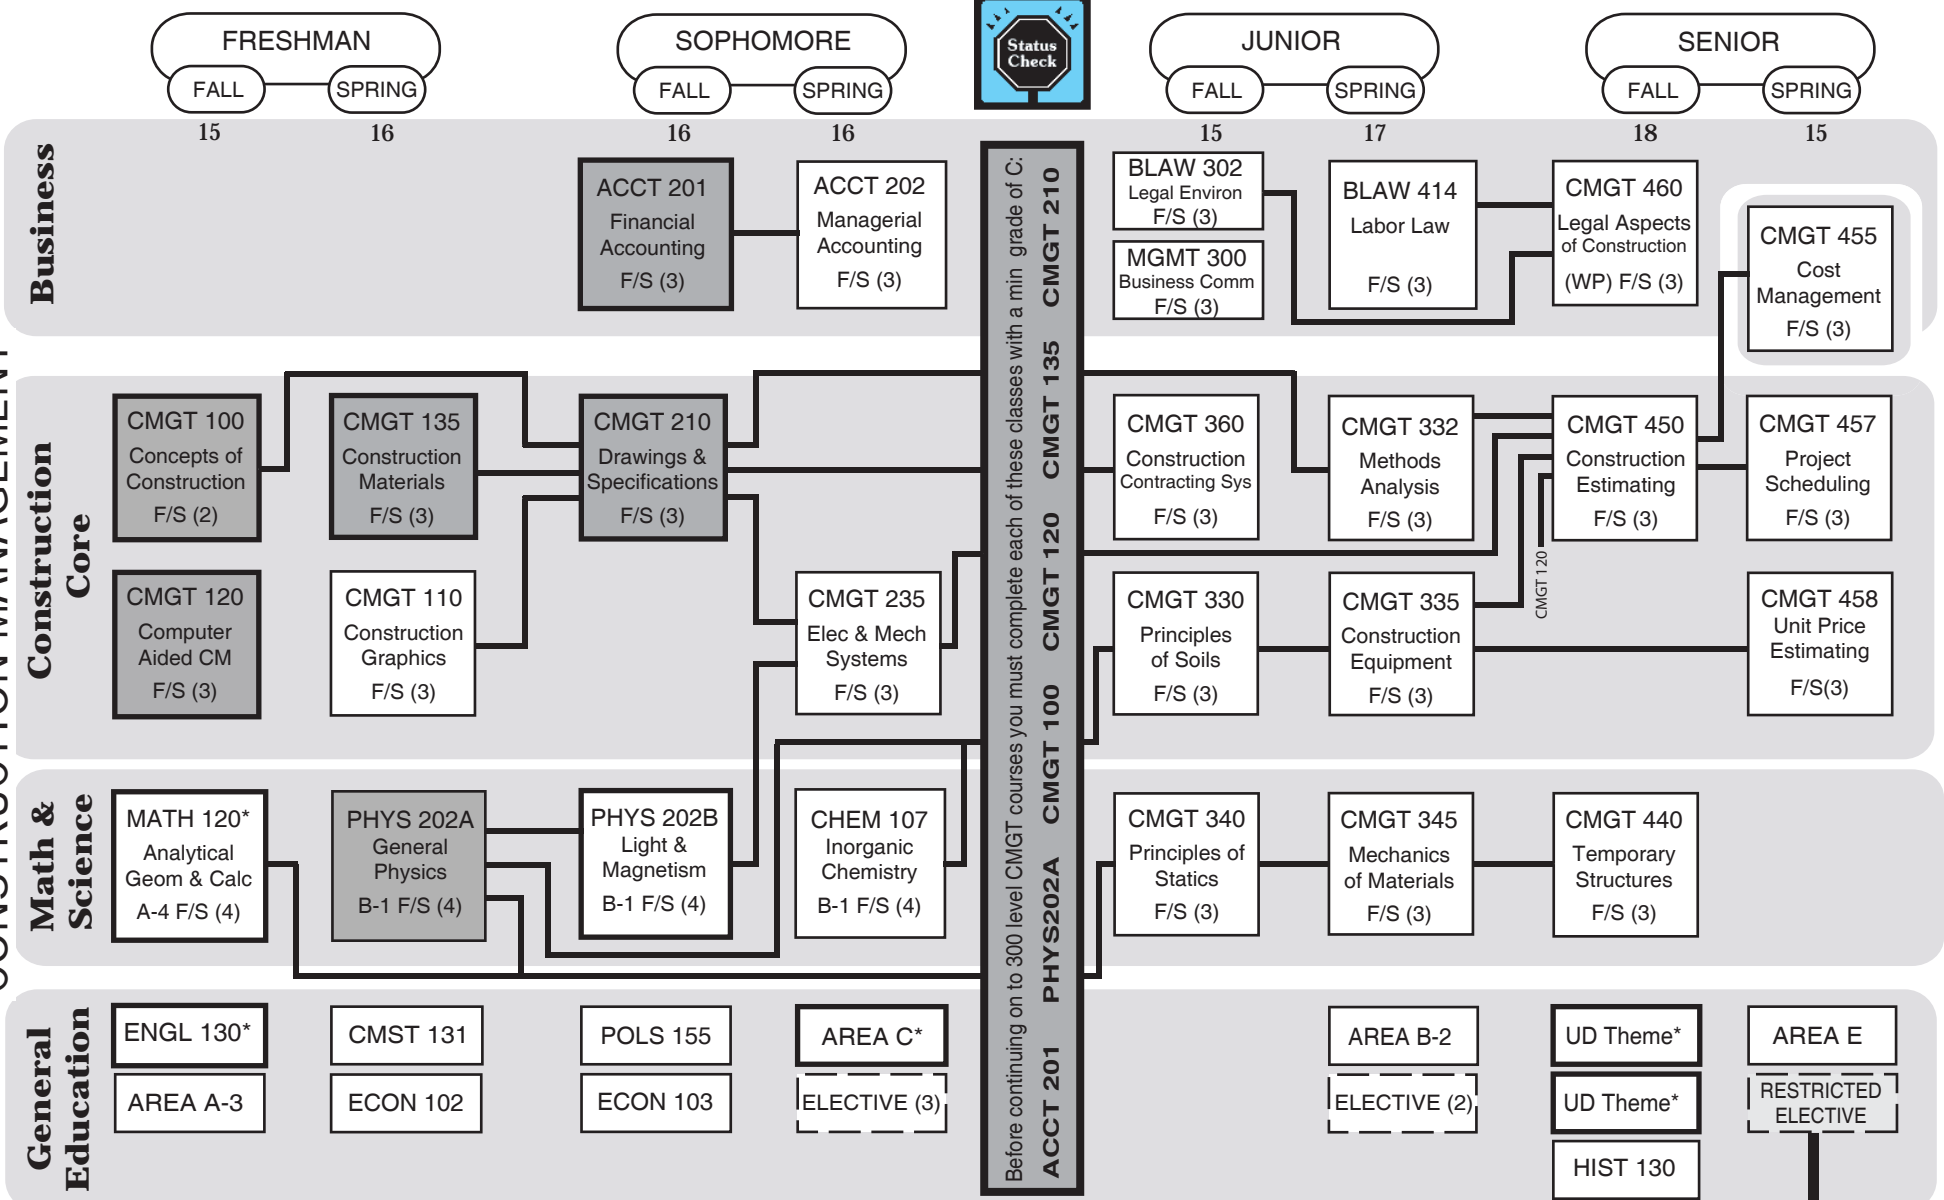 FRESHMAN
FALL
SPRING
SOPHOMORE
FALL
SPRING
Status
Check
JUNIOR
FALL
SPRING
SENIOR
FALL
SPRING
15
16
16
16
15
17
18
15
Business
ACCT 201
Financial
Accounting
F/S (3)
ACCT 202
Managerial
Accounting
F/S (3)
BLAW 302
Legal Environ
F/S (3)
MGMT 300
Business Comm
F/S (3)
BLAW 414
Labor Law
F/S (3)
CMGT 460
Legal Aspects
of Construction
(WP) F/S (3)
CMGT 455
Cost
Management
F/S (3)
Construction
Core
CMGT 100
Concepts of
Construction
F/S (2)
CMGT 135
Construction
Materials
F/S (3)
CMGT 210
Drawings &
Specifications
F/S (3)
CMGT 360
Construction
Contracting Sys
F/S (3)
CMGT 332
Methods
Analysis
F/S (3)
CMGT 450
Construction
Estimating
F/S (3)
CMGT 457
Project
Scheduling
F/S (3)
CMGT 120
Computer
Aided CM
F/S (3)
CMGT 110
Construction
Graphics
F/S (3)
CMGT 235
Elec & Mech
Systems
F/S (3)
CMGT 330
Principles
of Soils
F/S (3)
CMGT 335
Construction
Equipment
F/S (3)
CMGT 120
CMGT 458
Unit Price
Estimating
F/S(3)
Math &
Science
MATH 120*
Analytical
Geom & Calc
A-4 F/S (4)
PHYS 202A
General
Physics
B-1 F/S (4)
PHYS 202B
Light &
Magnetism
B-1 F/S (4)
CHEM 107
Inorganic
Chemistry
B-1 F/S (4)
CMGT 340
Principles of
Statics
F/S (3)
CMGT 345
Mechanics
of Materials
F/S (3)
CMGT 440
Temporary
Structures
F/S (3)
General
Education
ENGL 130*
CMST 131
POLS 155
AREA C*
AREA B-2
UD Theme*
AREA E
AREA A-3
ECON 102
ECON 103
ELECTIVE (3)
ELECTIVE (2)
UD Theme*
RESTRICTED
ELECTIVE
HIST 130
Before continuing on to 300 level CMGT courses you must complete each of these classes with a min grade of C:
ACCT 201 PHYS202A CMGT 100 CMGT 120 CMGT 135 CMGT 210